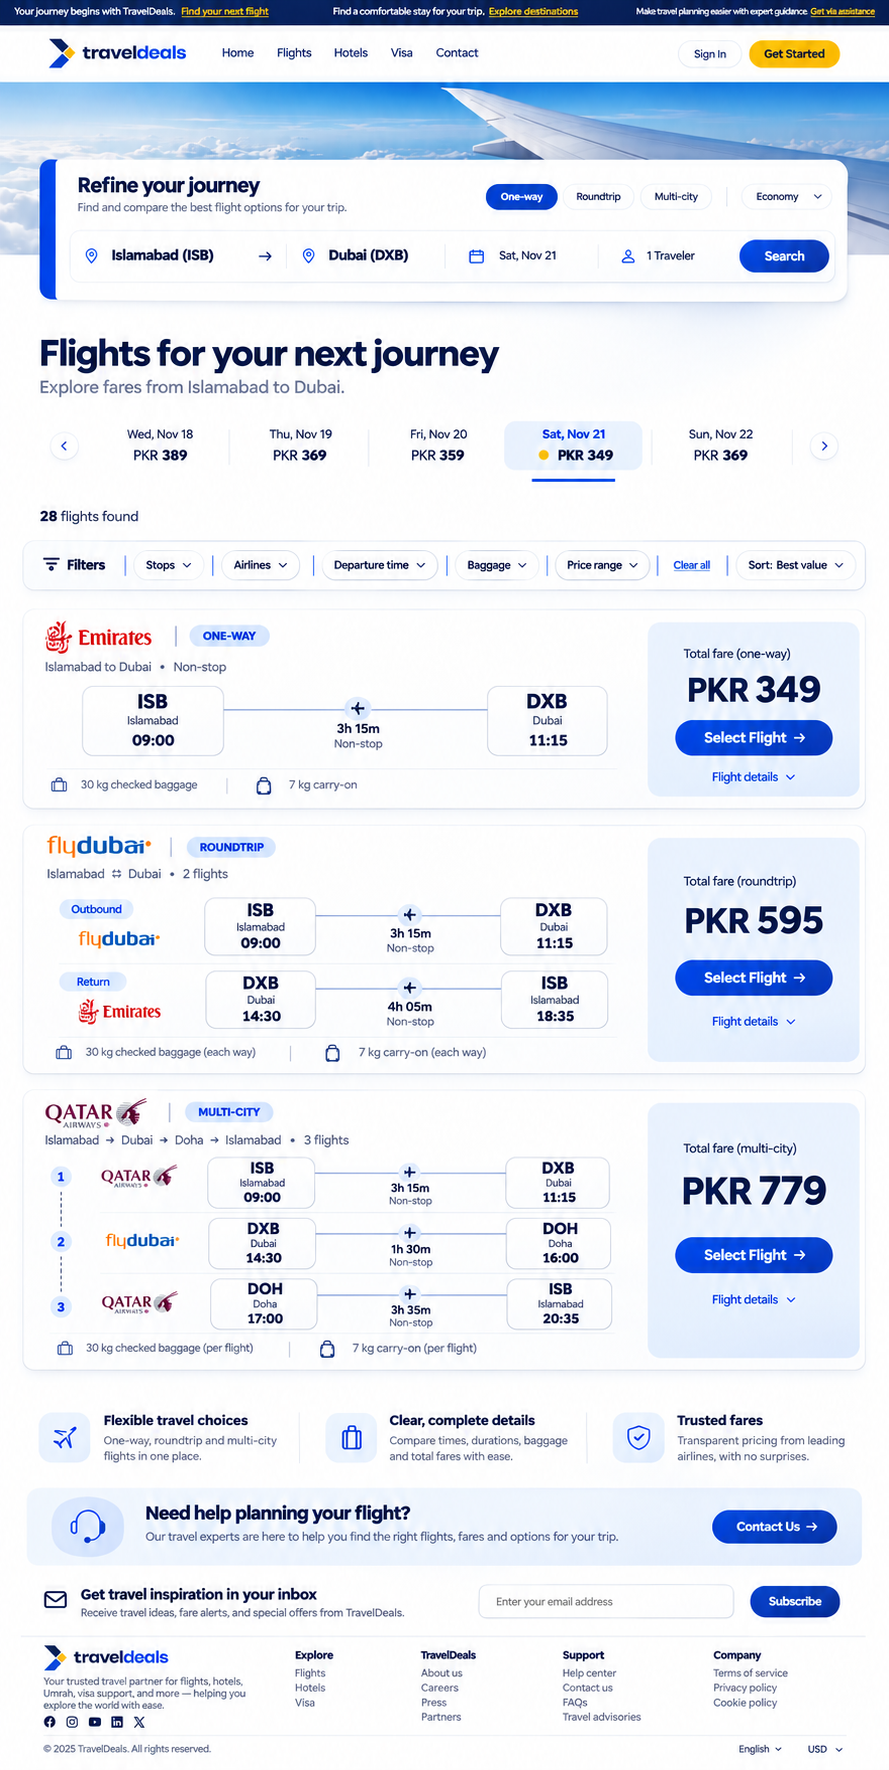 Your journey begins with TravelDeals. Find your next flight
Find a comfortable stay for your trip. Explore destinations
Make travel planning easier with expert guidance. Get via assistance
traveldeals
Home Flights Hotels Visa Contact
Sign In Get Started
Refine your journey
Find and compare the best flight options for your trip.
One-way Roundtrip Multi-city Economy
Islamabad (ISB) → Dubai (DXB) Sat, Nov 21 1 Traveler Search
Flights for your next journey
Explore fares from Islamabad to Dubai.
Wed, Nov 18 Thu, Nov 19 Fri, Nov 20 Sat, Nov 21 Sun, Nov 22
PKR 389 PKR 369 PKR 359 PKR 349 PKR 369
28 flights found
Filters Stops Airlines Departure time Baggage Price range Clear all Sort: Best value
Emirates ONE-WAY
Islamabad to Dubai • Non-stop
ISB
Islamabad
09:00
3h 15m
Non-stop
DXB
Dubai
11:15
30 kg checked baggage 7 kg carry-on
Total fare (one-way)
PKR 349
Select Flight →
Flight details
flydubai ROUNDTRIP
Islamabad ⇄ Dubai • 2 flights
Outbound
flydubai
ISB
Islamabad
09:00
3h 15m
Non-stop
DXB
Dubai
11:15
Return
Emirates
DXB
Dubai
14:30
4h 05m
Non-stop
ISB
Islamabad
18:35
30 kg checked baggage (each way) 7 kg carry-on (each way)
Total fare (roundtrip)
PKR 595
Select Flight →
Flight details
QATAR
AIRWAYS
MULTI-CITY
Islamabad → Dubai → Doha → Islamabad • 3 flights
1
QATAR
AIRWAYS
ISB
Islamabad
09:00
3h 15m
Non-stop
DXB
Dubai
11:15
2
flydubai
DXB
Dubai
14:30
1h 30m
Non-stop
DOH
Doha
16:00
3
QATAR
AIRWAYS
DOH
Doha
17:00
3h 35m
Non-stop
ISB
Islamabad
20:35
30 kg checked baggage (per flight) 7 kg carry-on (per flight)
Total fare (multi-city)
PKR 779
Select Flight →
Flight details
Flexible travel choices
One-way, roundtrip and multi-city
flights in one place.
Clear, complete details
Compare times, durations, baggage
and total fares with ease.
Trusted fares
Transparent pricing from leading
airlines, with no surprises.
Need help planning your flight?
Our travel experts are here to help you find the right flights, fares and options for your trip.
Contact Us →
Get travel inspiration in your inbox
Receive travel ideas, fare alerts, and special offers from TravelDeals.
Enter your email address
Subscribe
traveldeals
Your trusted travel partner for flights, hotels,
Umrah, visa support, and more — helping you
explore the world with ease.
Explore
Flights
Hotels
Visa
TravelDeals
About us
Careers
Press
Partners
Support
Help center
Contact us
FAQs
Travel advisories
Company
Terms of service
Privacy policy
Cookie policy
© 2025 TravelDeals. All rights reserved.
English USD